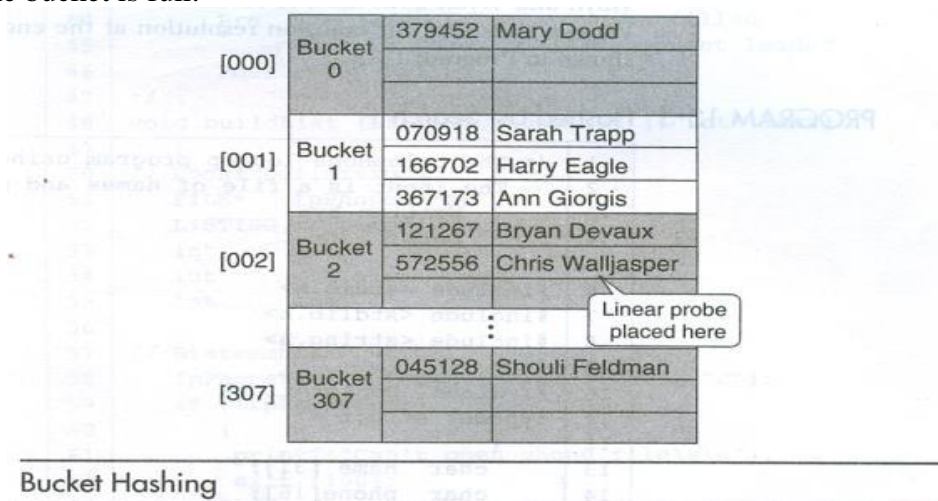 bucket is full.
379452 Mary Dodd
[000] Bucket 0
[001] Bucket 1
070918 Sarah Trapp
166702 Harry Eagle
367173 Ann Giorgis
[002] Bucket 2
121267 Bryan Devaux
572556 Chris Walljasper
Linear probe
placed here
[307] Bucket 307
045128 Shouli Feldman
Bucket Hashing